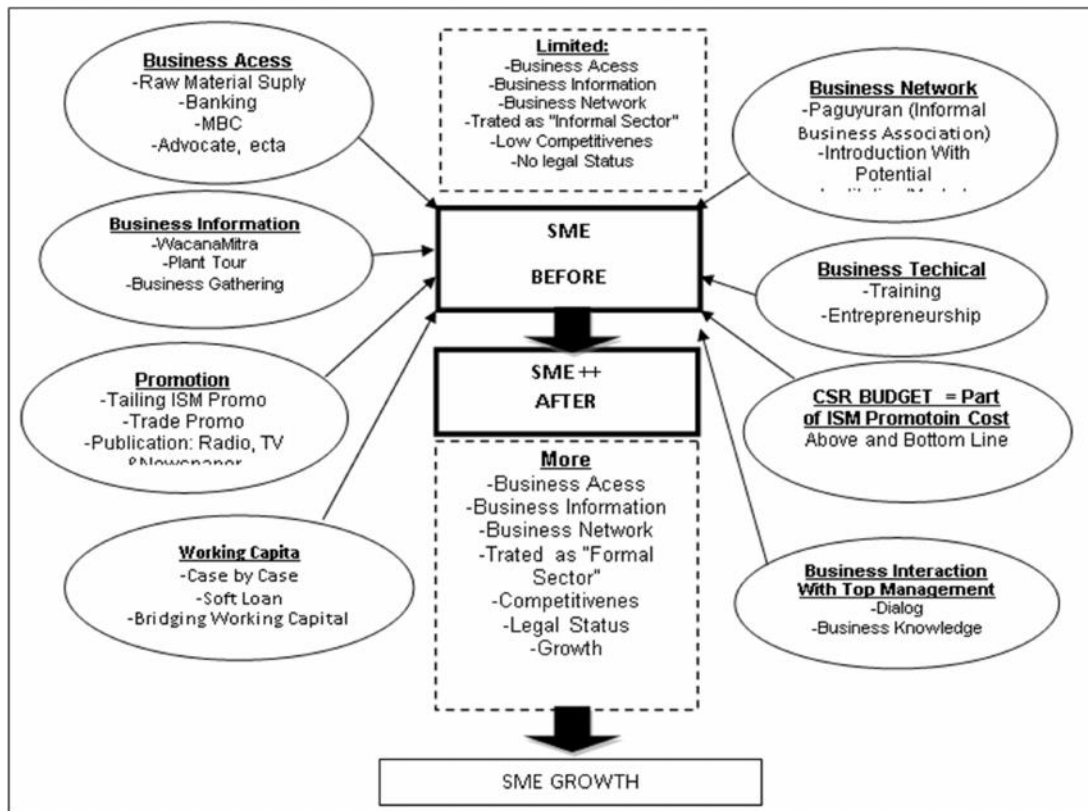 Business Acess
-Raw Material Suply
-Banking
-MBC
-Advocate, ecta
Limited:
-Business Acess
-Business Information
-Business Network
-Trated as "Informal Sector"
-Low Competitivenes
-No legal Status
Business Network
-Paguyuran (Informal
Business Association)
-Introduction With
Potential
Business Information
-WacanaMitra
-Plant Tour
-Business Gathering
SME
BEFORE
Business Techical
-Training
-Entrepreneurship
Promotion
-Tailing ISM Promo
-Trade Promo
-Publication: Radio, TV
&Newspaper
SME ++
AFTER
CSR BUDGET = Part
of ISM Promotoin Cost
Above and Bottom Line
More
-Business Acess
-Business Information
-Business Network
-Trated as "Formal
Sector"
-Competitivenes
-Legal Status
-Growth
Working Capita
-Case by Case
-Soft Loan
-Bridging Working Capital
Business Interaction
With Top Management
-Dialog
-Business Knowledge
SME GROWTH